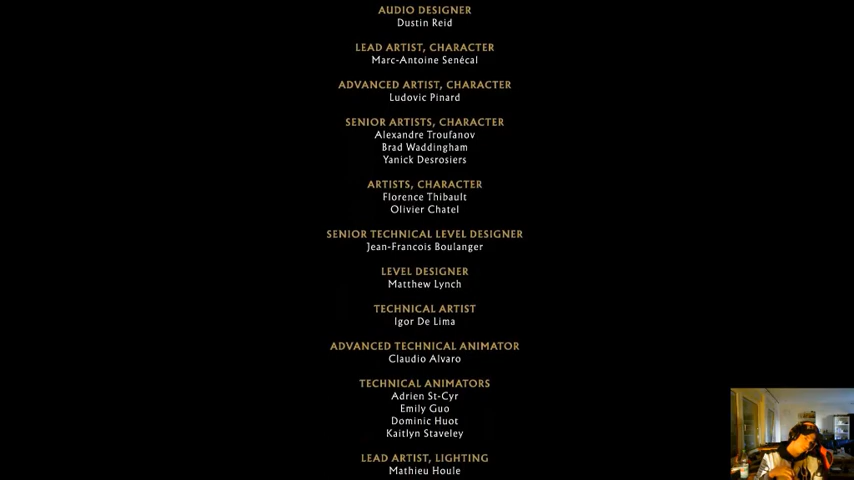 AUDIO DESIGNER
Dustin Reid
LEAD ARTIST, CHARACTER
Marc-Antoine Senécal
ADVANCED ARTIST, CHARACTER
Ludovic Pinard
SENIOR ARTISTS, CHARACTER
Alexandre Troufanov
Brad Waddingham
Yanick Desrosiers
ARTISTS, CHARACTER
Florence Thibault
Olivier Chatel
SENIOR TECHNICAL LEVEL DESIGNER
Jean-Francois Boulanger
LEVEL DESIGNER
Matthew Lynch
TECHNICAL ARTIST
Igor De Lima
ADVANCED TECHNICAL ANIMATOR
Claudio Alvaro
TECHNICAL ANIMATORS
Adrien St-Cyr
Emily Guo
Dominic Huot
Kaitlyn Staveley
LEAD ARTIST, LIGHTING
Mathieu Houle